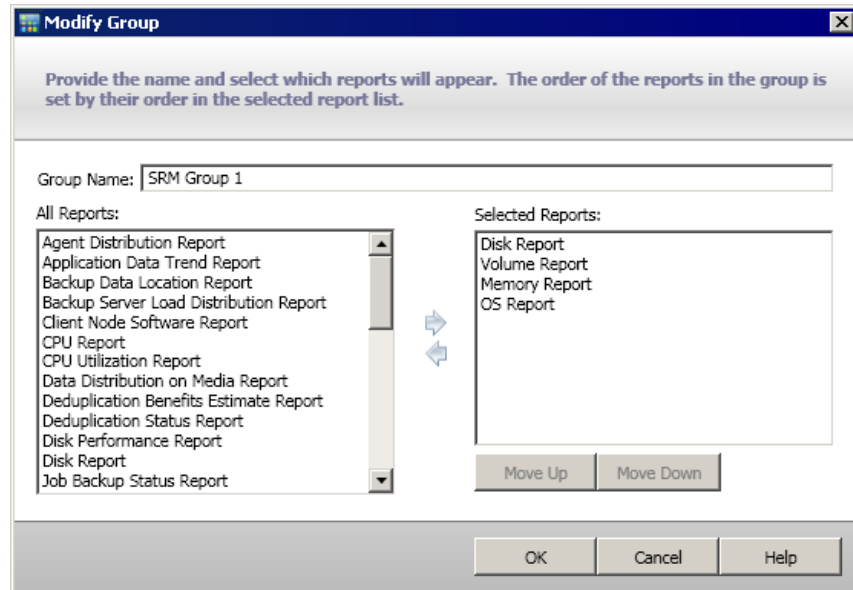 Modify Group
Provide the name and select which reports will appear. The order of the reports in the group is
set by their order in the selected report list.
Group Name: SRM Group 1
All Reports:
Agent Distribution Report
Application Data Trend Report
Backup Data Location Report
Backup Server Load Distribution Report
Client Node Software Report
CPU Report
CPU Utilization Report
Data Distribution on Media Report
Deduplication Benefits Estimate Report
Deduplication Status Report
Disk Performance Report
Disk Report
Job Backup Status Report
Selected Reports:
Disk Report
Volume Report
Memory Report
OS Report
Move Up
Move Down
OK
Cancel
Help